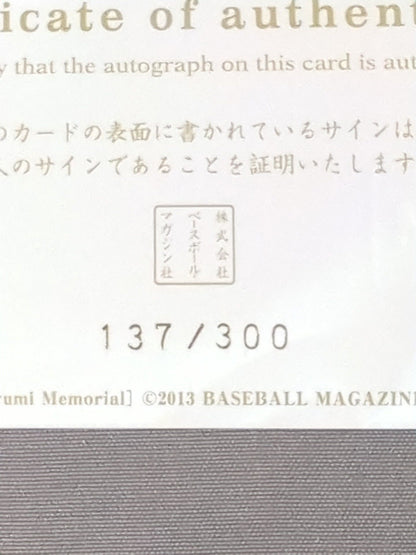 icate of authent
y that the autograph on this card is aut
のカードの表面に書かれているサインは
人のサインであることを証明いたします
株式会社
ベースボール
マガジン社
137/300
umi Memorial] ©2013 BASEBALL MAGAZINE